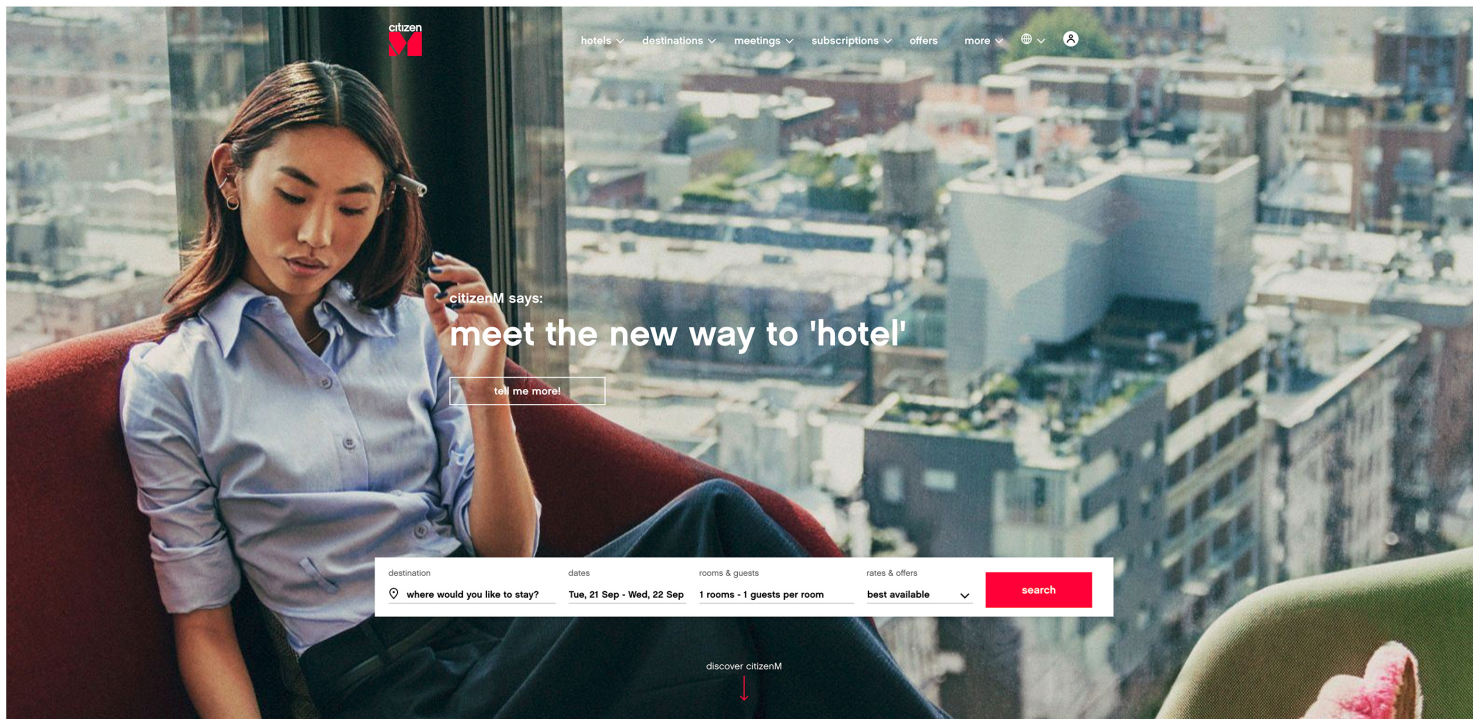 citizen
M
hotels
destinations
meetings
subscriptions
offers
more
citizenM says:
meet the new way to 'hotel'
tell me more!
destination
dates
rooms & guests
rates & offers
where would you like to stay?
Tue, 21 Sep - Wed, 22 Sep
1 rooms - 1 guests per room
best available
search
discover citizenM